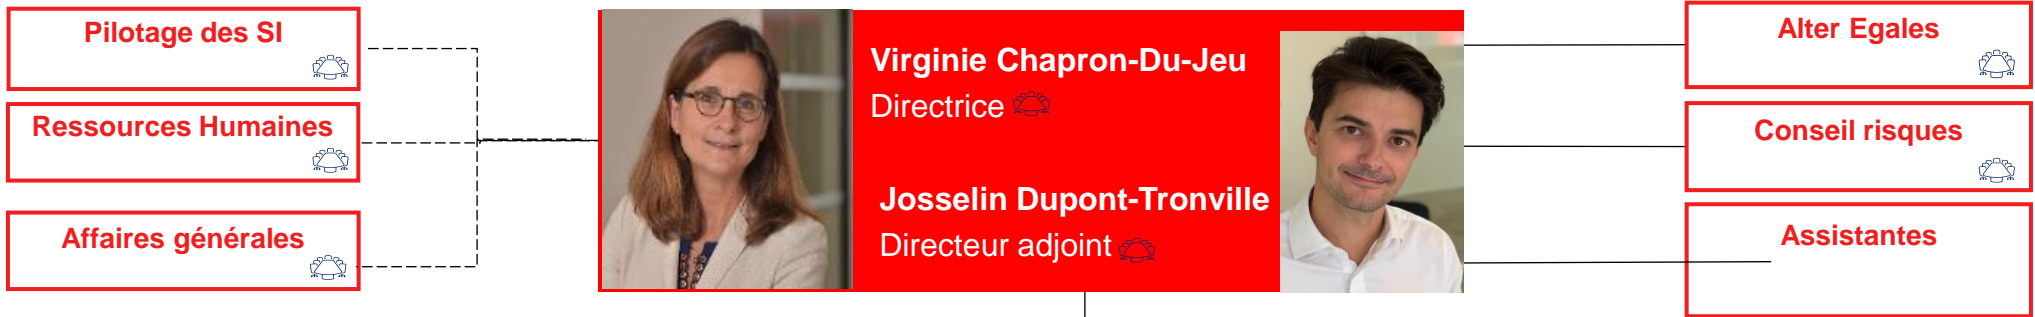 Pilotage des SI
Ressources Humaines
Affaires générales
Virginie Chapron-Du-Jeu
Directrice
Josselin Dupont-Tronville
Directeur adjoint
Alter Egales
Conseil risques
Assistantes